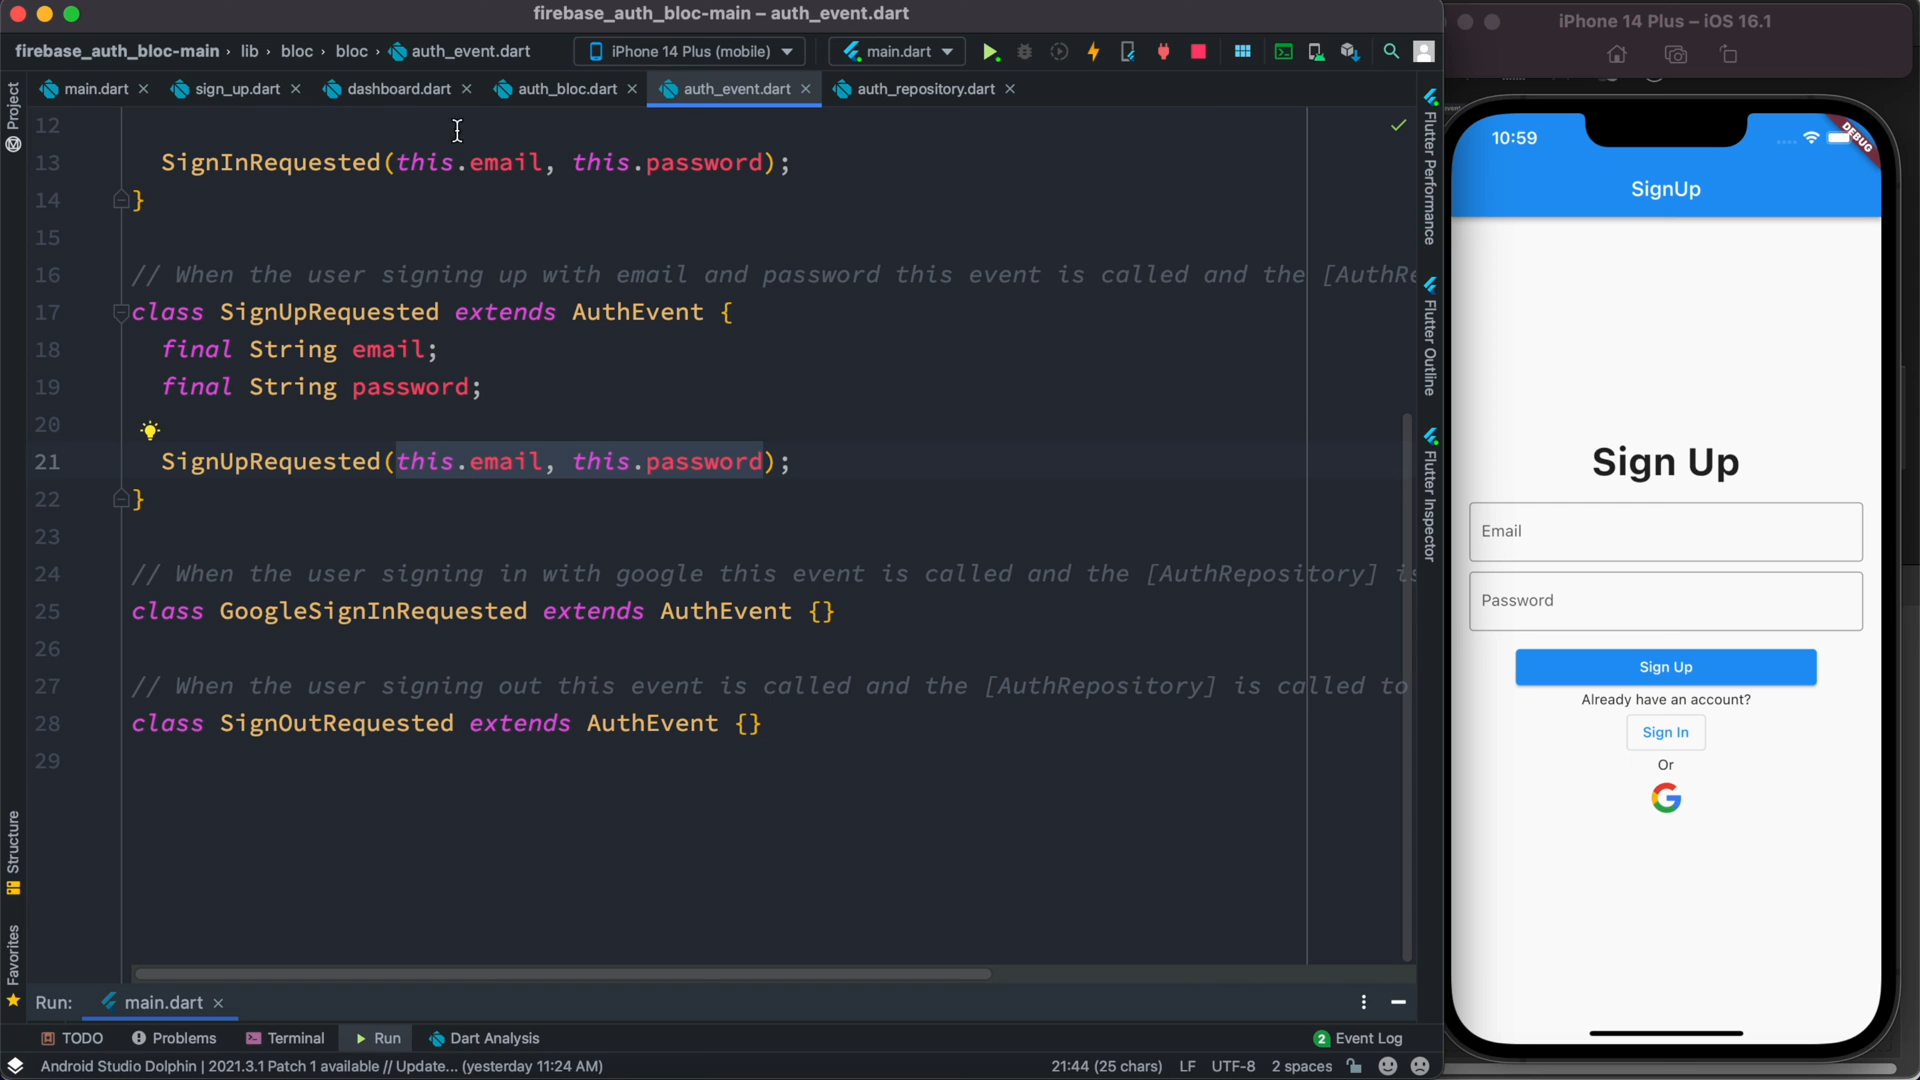 firebase_auth_bloc-main – auth_event.dart
firebase_auth_bloc-main › lib › bloc › bloc › auth_event.dart
iPhone 14 Plus (mobile)
main.dart
main.dart
sign_up.dart
dashboard.dart
auth_bloc.dart
auth_event.dart
auth_repository.dart
Project
Structure
Favorites
12
13 SignInRequested(this.email, this.password);
14 }
15
16 // When the user signing up with email and password this event is called and the [AuthRe
17 class SignUpRequested extends AuthEvent {
18 final String email;
19 final String password;
20
21 SignUpRequested(this.email, this.password);
22 }
23
24 // When the user signing in with google this event is called and the [AuthRepository] is
25 class GoogleSignInRequested extends AuthEvent {}
26
27 // When the user signing out this event is called and the [AuthRepository] is called to
28 class SignOutRequested extends AuthEvent {}
29
Flutter Performance
Flutter Outline
Flutter Inspector
Run:
main.dart
TODO
Problems
Terminal
Run
Dart Analysis
2 Event Log
Android Studio Dolphin | 2021.3.1 Patch 1 available // Update... (yesterday 11:24 AM)
21:44 (25 chars)
LF
UTF-8
2 spaces
iPhone 14 Plus – iOS 16.1
10:59
DEBUG
SignUp
Sign Up
Email
Password
Sign Up
Already have an account?
Sign In
Or